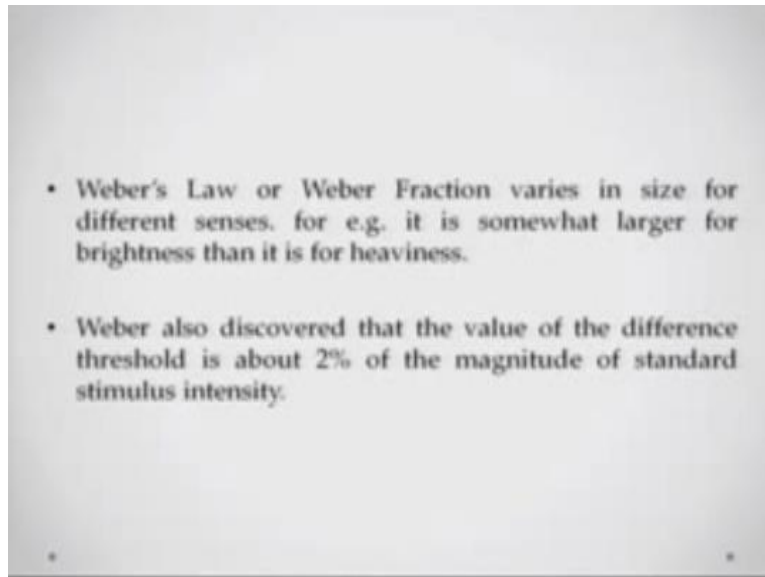 • Weber's Law or Weber Fraction varies in size for
different senses. for e.g. it is somewhat larger for
brightness than it is for heaviness.
• Weber also discovered that the value of the difference
threshold is about 2% of the magnitude of standard
stimulus intensity.